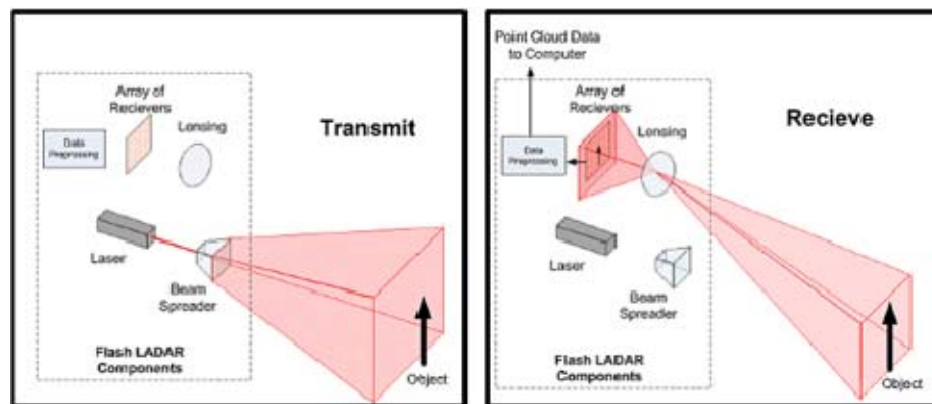 Array of
Recievers
Lensing
Transmit
Data
Preprocessing
Laser
Beam
Spreader
Flash LADAR
Components
Object
Point Cloud Data
to Computer
Array of
Recievers
Lensing
Recieve
Data
Preprocessing
Laser
Beam
Spreader
Flash LADAR
Components
Object